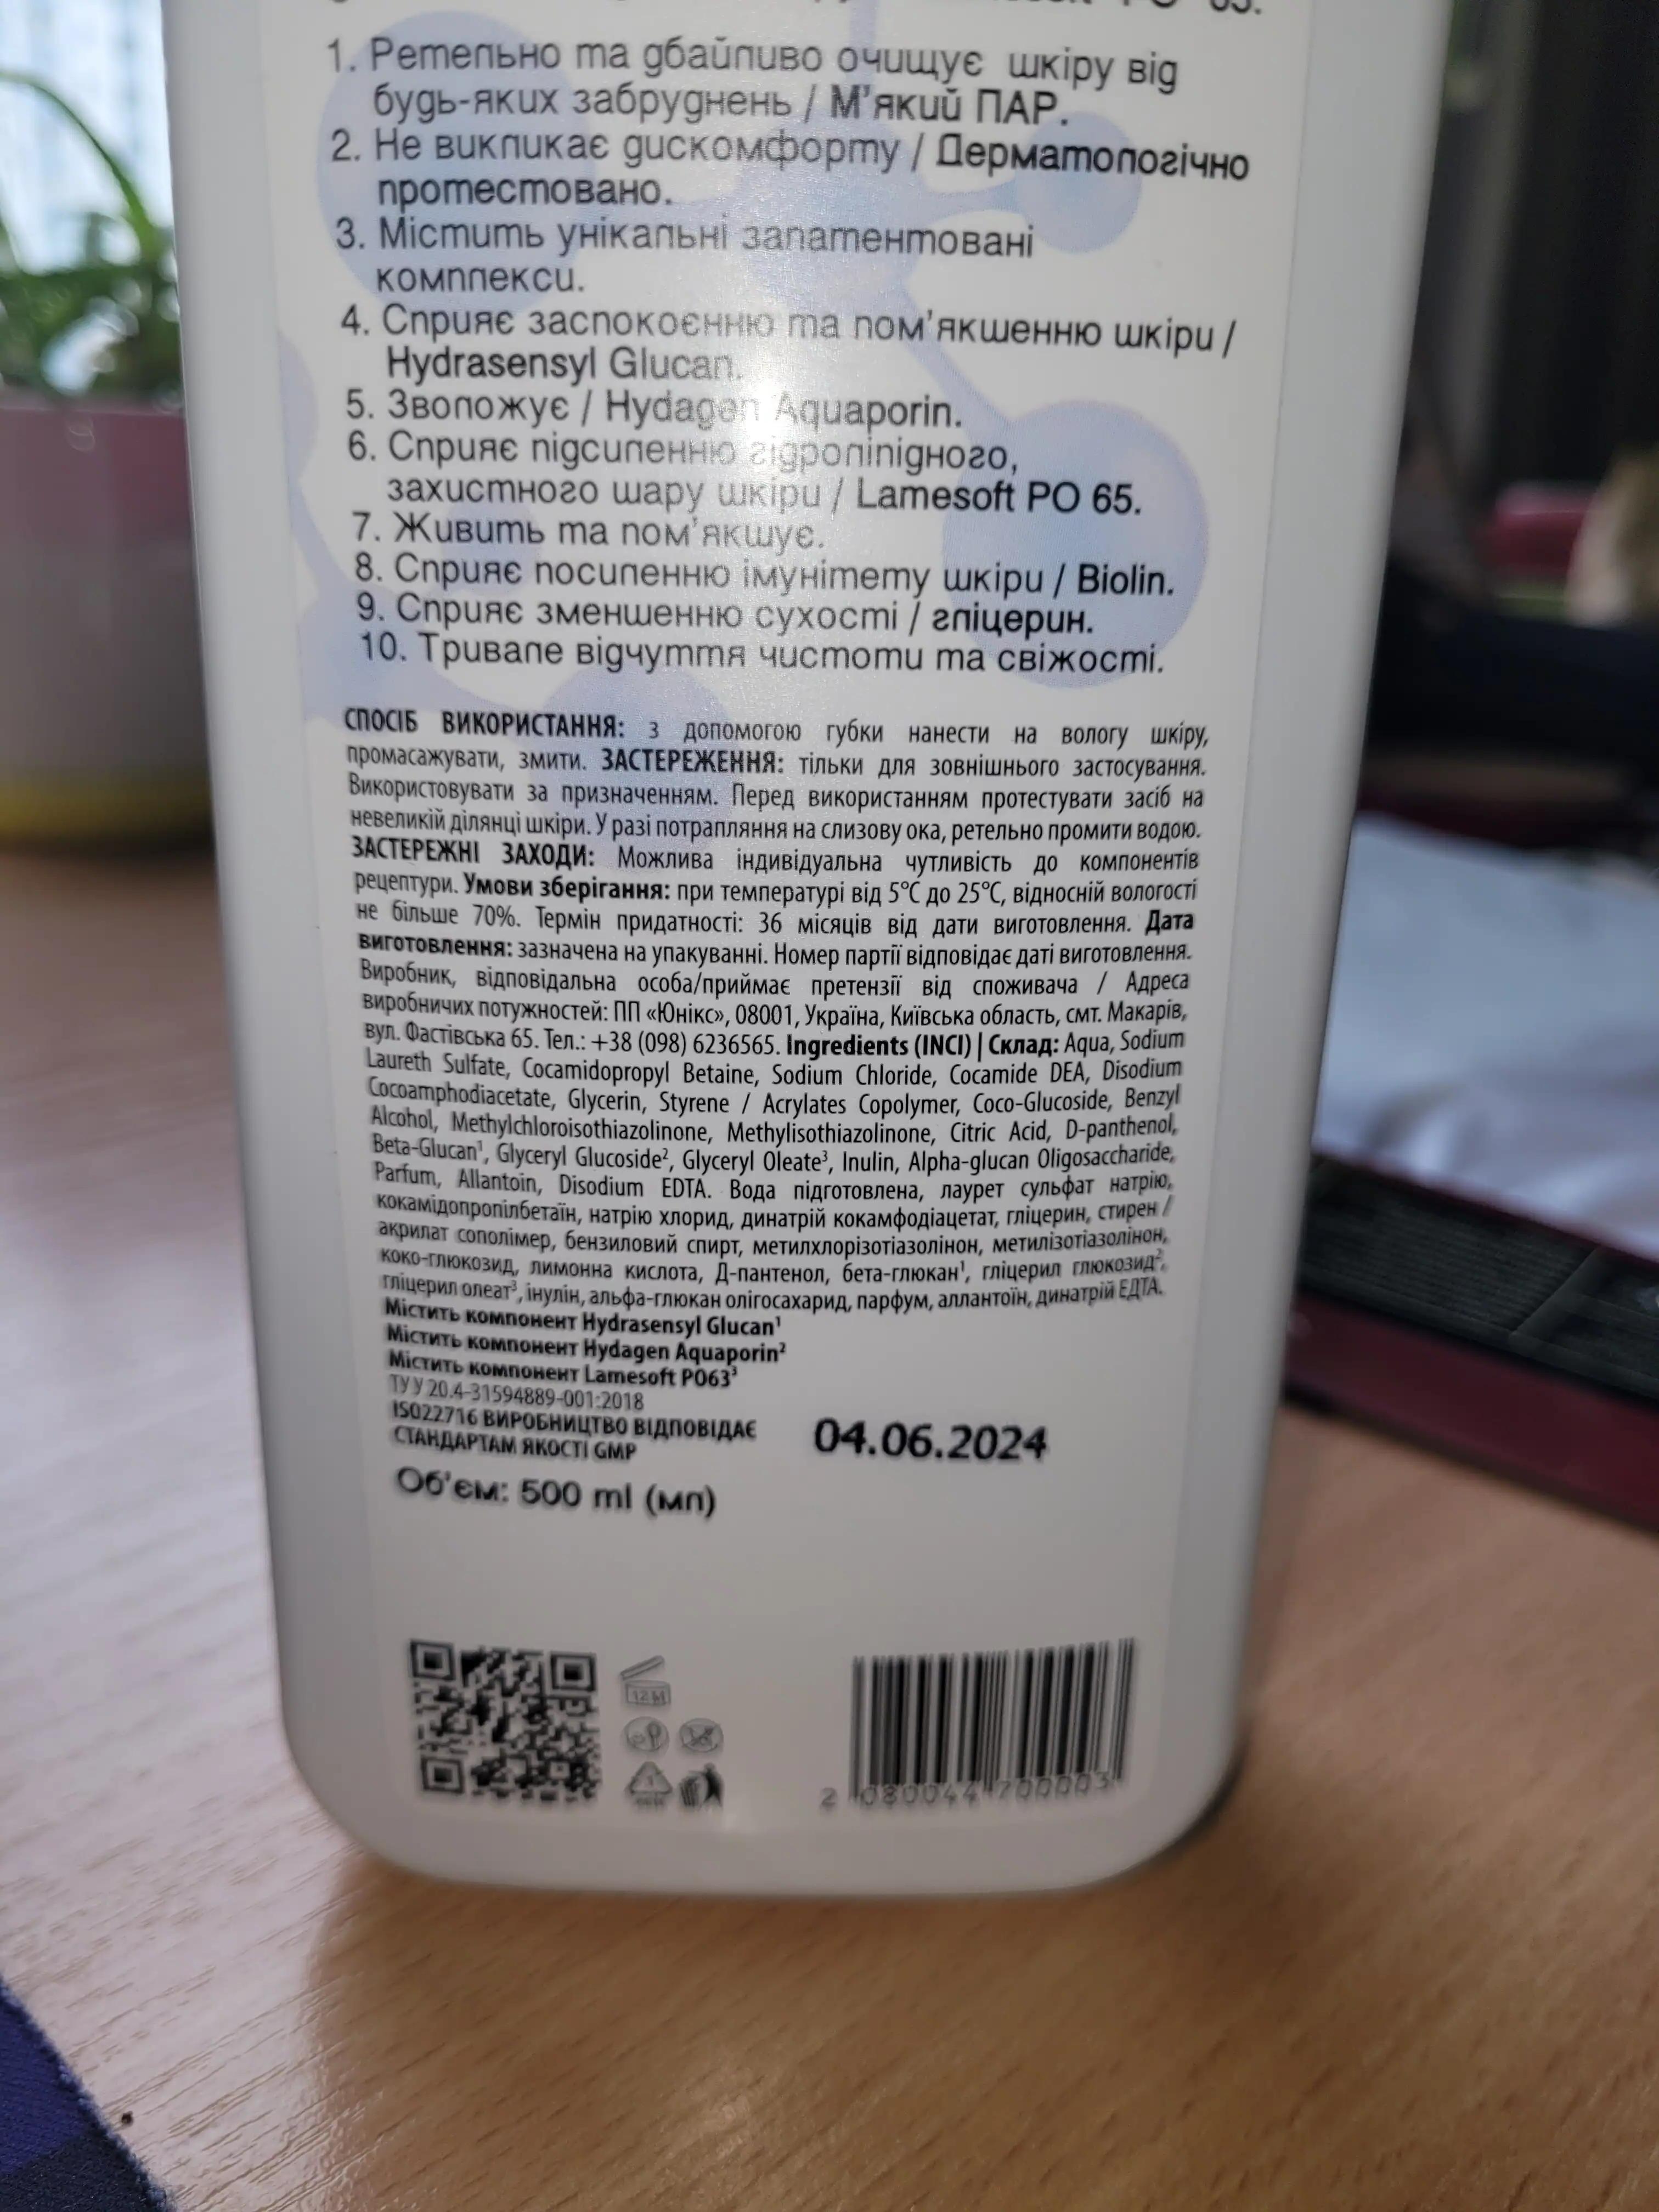 PO 65.
1. Ретельно та дбайливо очищує шкіру від
будь-яких забруднень / М'який ПАР.
2. Не викликає дискомфорту / Дерматологічно
протестовано.
3. Містить унікальні запатентовані
комплекси.
4. Сприяє заспокоєнню та пом'якшенню шкіри /
Hydrasensyl Glucan.
5. Зволожує / Hydagen Aquaporin.
6. Сприяє підсиленню гідроліпідного,
захистного шару шкіри / Lamesoft PO 65.
7. Живить та пом'якшує.
8. Сприяє посиленню імунітету шкіри / Biolin.
9. Сприяє зменшенню сухості / гліцерин.
10. Тривале відчуття чистоти та свіжості.
СПОСІБ ВИКОРИСТАННЯ: з допомогою губки нанести на вологу шкіру,
промасажувати, змити. ЗАСТЕРЕЖЕННЯ: тільки для зовнішнього застосування.
Використовувати за призначенням. Перед використанням протестувати засіб на
невеликій ділянці шкіри. У разі потрапляння на слизову ока, ретельно промити водою.
ЗАСТЕРЕЖНІ ЗАХОДИ: Можлива індивідуальна чутливість до компонентів
рецептури. Умови зберігання: при температурі від 5°С до 25°С, відносній вологості
не більше 70%. Термін придатності: 36 місяців від дати виготовлення. Дата
виготовлення: зазначена на упакуванні. Номер партії відповідає даті виготовлення.
Виробник, відповідальна особа/приймає претензії від споживача / Адреса
виробничих потужностей: ПП «Юнікс», 08001, Україна, Київська область, смт. Макарів,
вул. Фастівська 65. Тел.: +38 (098) 6236565. Ingredients (INCI) | Склад: Aqua, Sodium
Laureth Sulfate, Cocamidopropyl Betaine, Sodium Chloride, Cocamide DEA, Disodium
Cocoamphodiacetate, Glycerin, Styrene / Acrylates Copolymer, Coco-Glucoside, Benzyl
Alcohol, Methylchloroisothiazolinone, Methylisothiazolinone, Citric Acid, D-panthenol,
Beta-Glucan¹, Glyceryl Glucoside², Glyceryl Oleate³, Inulin, Alpha-glucan Oligosaccharide,
Parfum, Allantoin, Disodium EDTA. Вода підготовлена, лаурет сульфат натрію,
кокамідопропілбетаїн, натрію хлорид, динатрій кокамфодіацетат, гліцерин, стирен /
акрилат сополімер, бензиловий спирт, метилхлорізотіазолінон, метилізотіазолінон,
коко-глюкозид, лимонна кислота, Д-пантенол, бета-глюкан¹, гліцерил глюкозид²,
гліцерил олеат³, інулін, альфа-глюкан олігосахарид, парфум, аллантоїн, динатрій ЕДТА.
Містить компонент Hydrasensyl Glucan¹
Містить компонент Hydagen Aquaporin²
Містить компонент Lamesoft PO63³
ТУ У 20.4-31594889-001:2018
ISO22716 ВИРОБНИЦТВО ВІДПОВІДАЄ
СТАНДАРТАМ ЯКОСТІ GMP
04.06.2024
Об'єм: 500 ml (мл)
12M
1
2 080044 700003